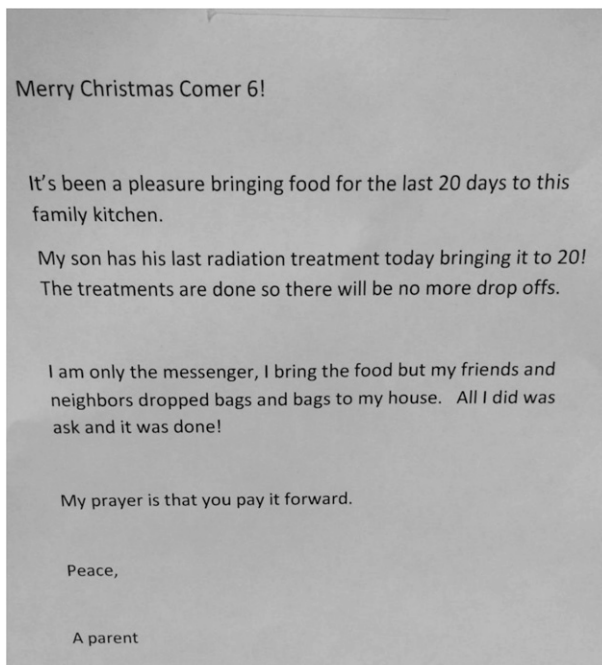 Merry Christmas Comer 6!
It's been a pleasure bringing food for the last 20 days to this
family kitchen.
My son has his last radiation treatment today bringing it to 20!
The treatments are done so there will be no more drop offs.
I am only the messenger, I bring the food but my friends and
neighbors dropped bags and bags to my house.   All I did was
ask and it was done!
My prayer is that you pay it forward.
Peace,
A parent